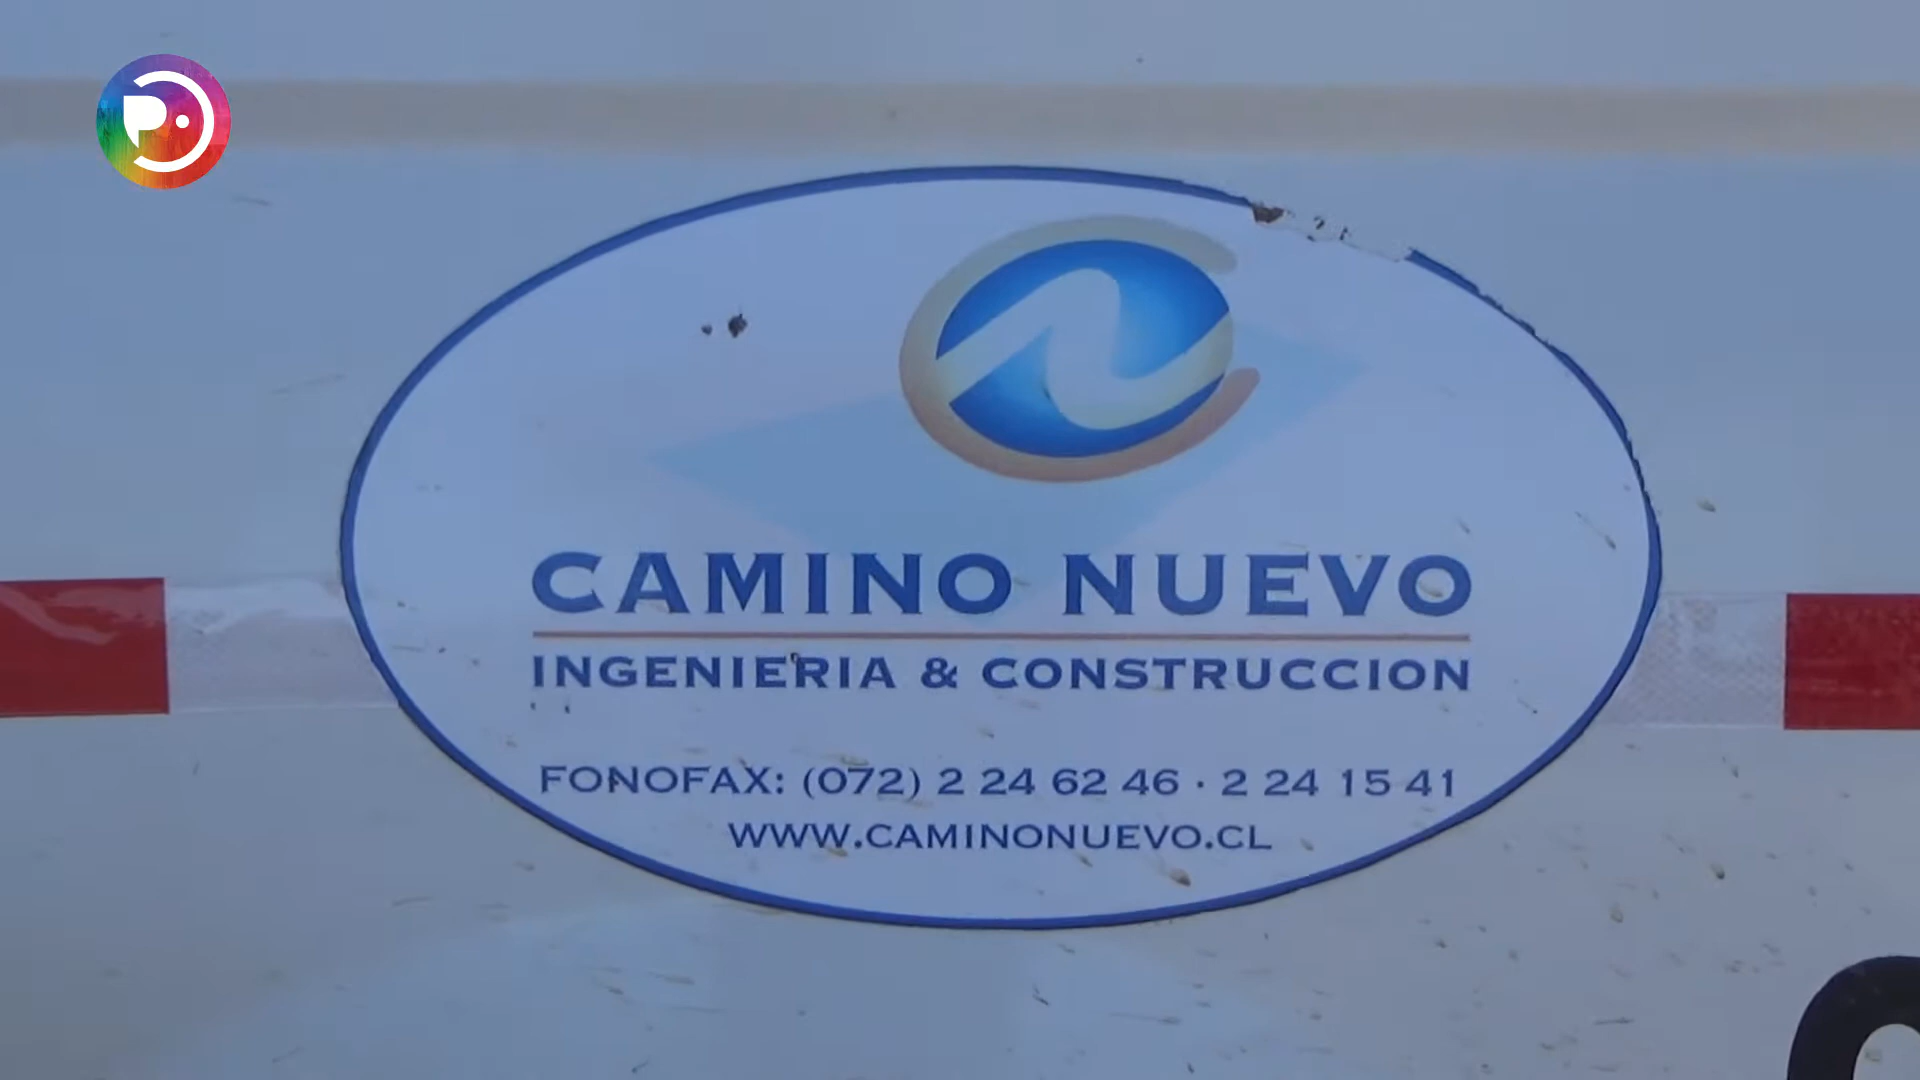 CAMINO NUEVO
INGENIERIA & CONSTRUCCION
FONOFAX: (072) 2 24 62 46 · 2 24 15 41
WWW.CAMINONUEVO.CL